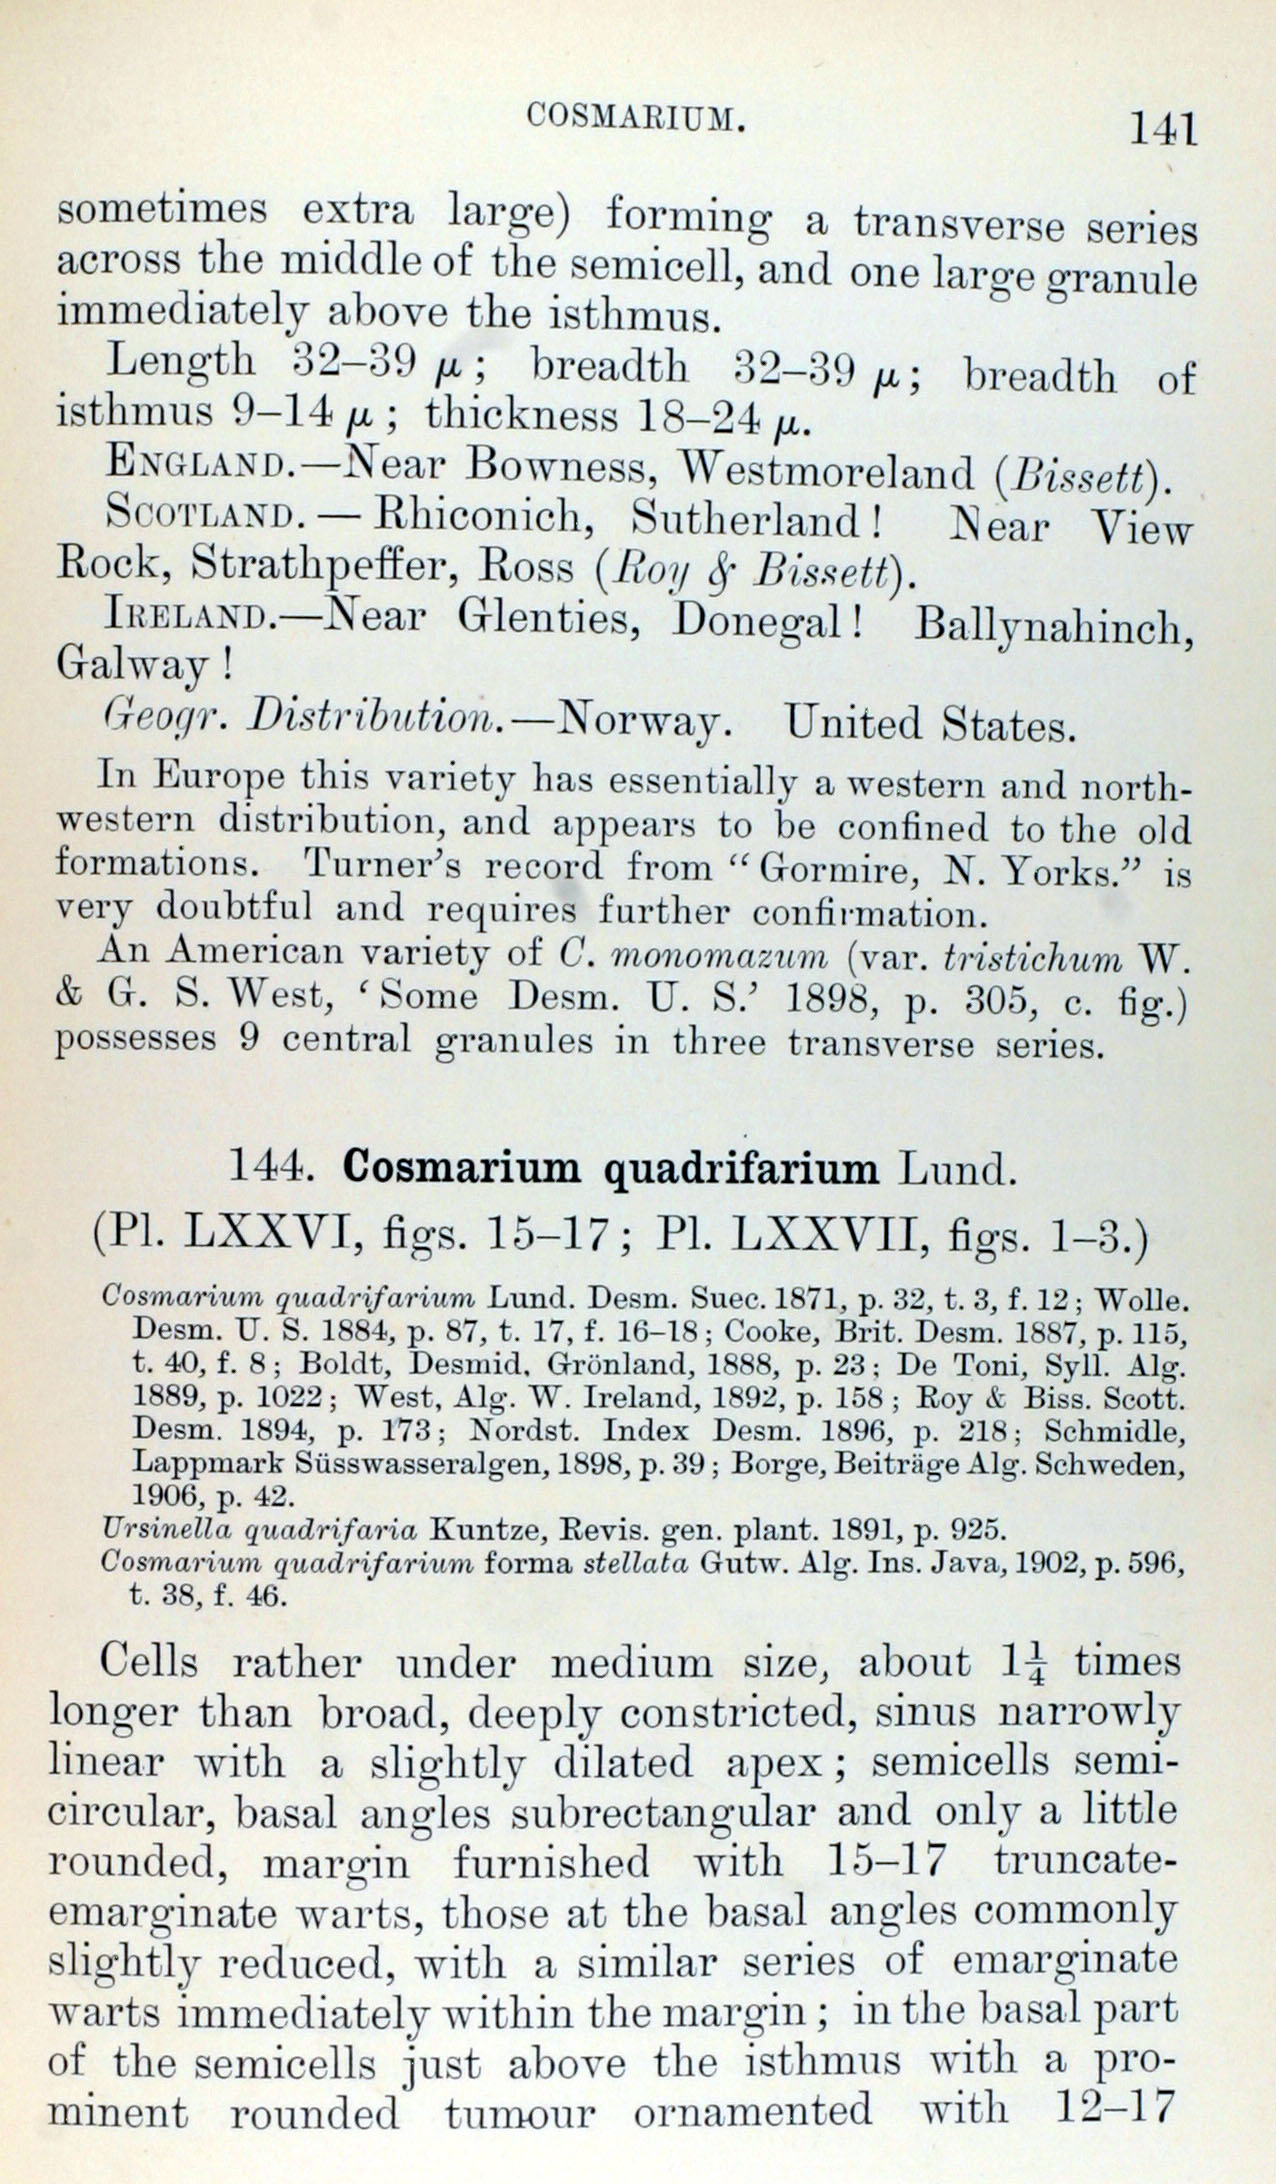 COSMARIUM.
141
sometimes extra large) forming a transverse series
across the middle of the semicell, and one large granule
immediately above the isthmus.
Length 32–39 μ; breadth 32–39 μ; breadth of
isthmus 9–14 μ; thickness 18–24 μ.
ENGLAND.—Near Bowness, Westmoreland (Bissett).
SCOTLAND. — Rhiconich, Sutherland! Near View
Rock, Strathpeffer, Ross (Roy & Bissett).
IRELAND.—Near Glenties, Donegal! Ballynahinch,
Galway!
Geogr. Distribution.—Norway. United States.
In Europe this variety has essentially a western and north-
western distribution, and appears to be confined to the old
formations. Turner's record from “Gormire, N. Yorks.” is
very doubtful and requires further confirmation.
An American variety of C. monomazum (var. tristichum W.
& G. S. West, ‘Some Desm. U. S.’ 1898, p. 305, c. fig.)
possesses 9 central granules in three transverse series.
144. Cosmarium quadrifarium Lund.
(Pl. LXXVI, figs. 15–17; Pl. LXXVII, figs. 1–3.)
Cosmarium quadrifarium Lund. Desm. Suec. 1871, p. 32, t. 3, f. 12; Wolle.
Desm. U. S. 1884, p. 87, t. 17, f. 16–18; Cooke, Brit. Desm. 1887, p. 115,
t. 40, f. 8; Boldt, Desmid. Grönland, 1888, p. 23; De Toni, Syll. Alg.
1889, p. 1022; West, Alg. W. Ireland, 1892, p. 158; Roy & Biss. Scott.
Desm. 1894, p. 173; Nordst. Index Desm. 1896, p. 218; Schmidle,
Lappmark Süsswasseralgen, 1898, p. 39; Borge, Beiträge Alg. Schweden,
1906, p. 42.
Ursinella quadrifaria Kuntze, Revis. gen. plant. 1891, p. 925.
Cosmarium quadrifarium forma stellata Gutw. Alg. Ins. Java, 1902, p. 596,
t. 38, f. 46.
Cells rather under medium size, about 1¼ times
longer than broad, deeply constricted, sinus narrowly
linear with a slightly dilated apex; semicells semi-
circular, basal angles subrectangular and only a little
rounded, margin furnished with 15–17 truncate-
emarginate warts, those at the basal angles commonly
slightly reduced, with a similar series of emarginate
warts immediately within the margin; in the basal part
of the semicells just above the isthmus with a pro-
minent rounded tumour ornamented with 12–17